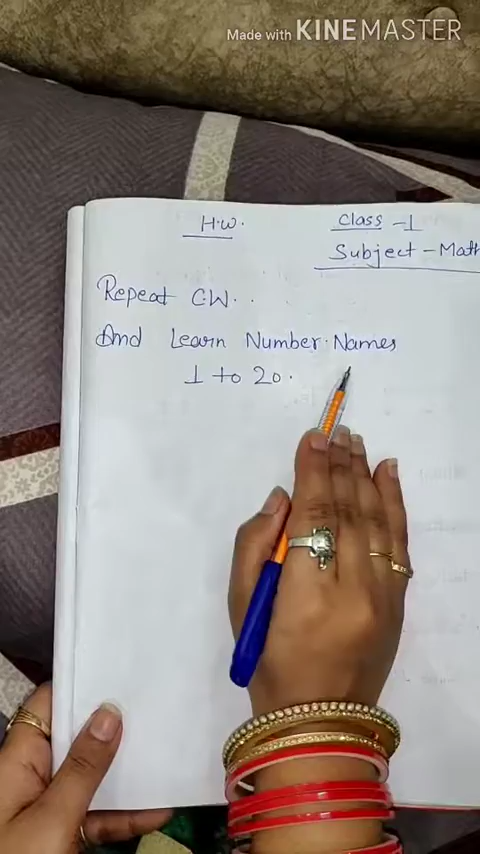 Made with KINEMASTER
H.W.
Class - 1
Subject - Math
Repeat C.W. .
And Learn Number Names
1 to 20.